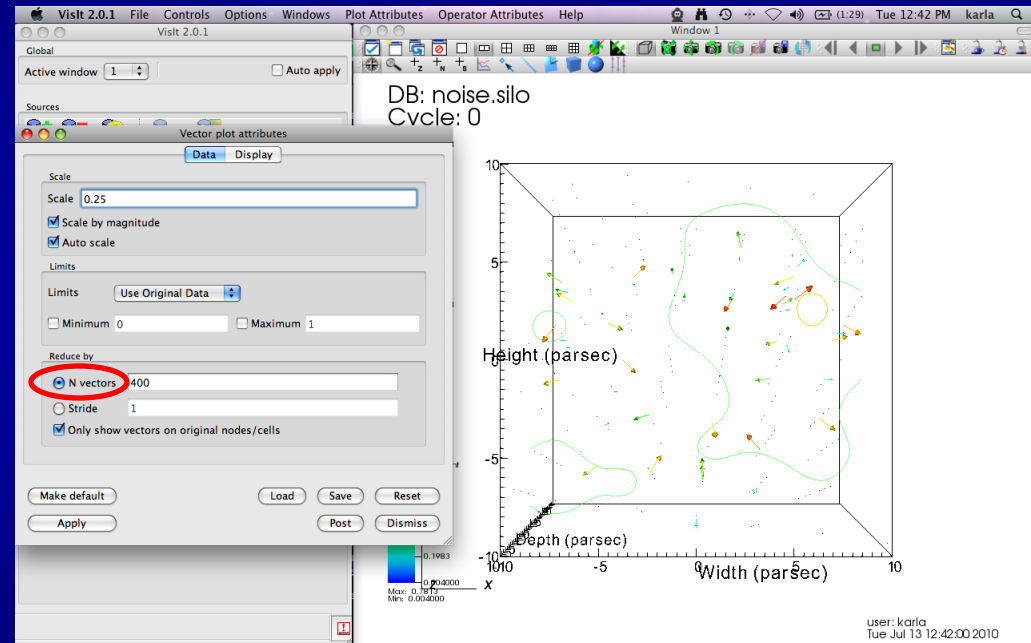 VisIt 2.0.1 File Controls Options Windows Plot Attributes Operator Attributes Help (1:29) Tue 12:42 PM karla
VisIt 2.0.1
Window 1
Global
Active window 1 Auto apply
Sources
Vector plot attributes
Data Display
Scale
Scale 0.25
Scale by magnitude
Auto scale
Limits
Limits Use Original Data
Minimum 0 Maximum 1
Reduce by
N vectors 400
Stride 1
Only show vectors on original nodes/cells
Make default Load Save Reset
Apply Post Dismiss
DB: noise.silo
Cycle: 0
10
5
Height (parsec)
-5
-10
Depth (parsec)
-5 0 5 10
Width (parsec)
0.1983
0.004000
Max: 0.7813
Min: 0.004000
z x
user: karla
Tue Jul 13 12:42:00 2010